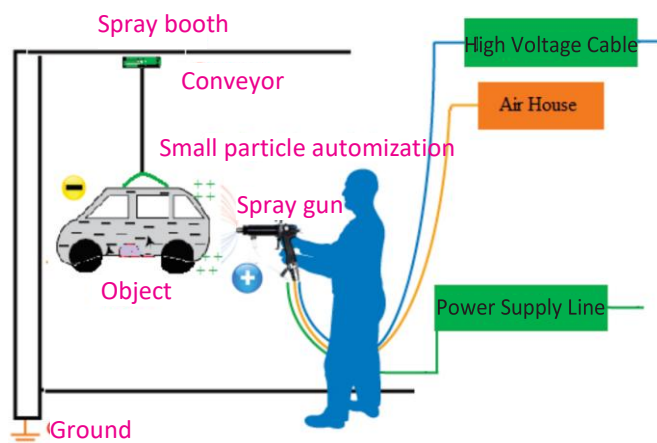 Spray booth
High Voltage Cable
Conveyor
Air House
Small particle automization
Spray gun
Object
Power Supply Line
Ground